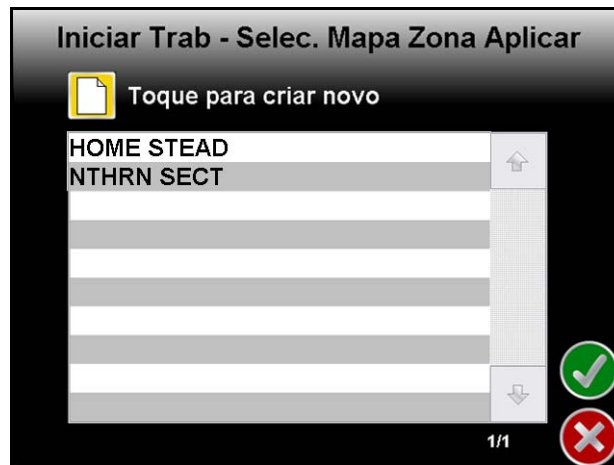 Iniciar Trab - Selec. Mapa Zona Aplicar
Toque para criar novo
HOME STEAD
NTHRN SECT
1/1